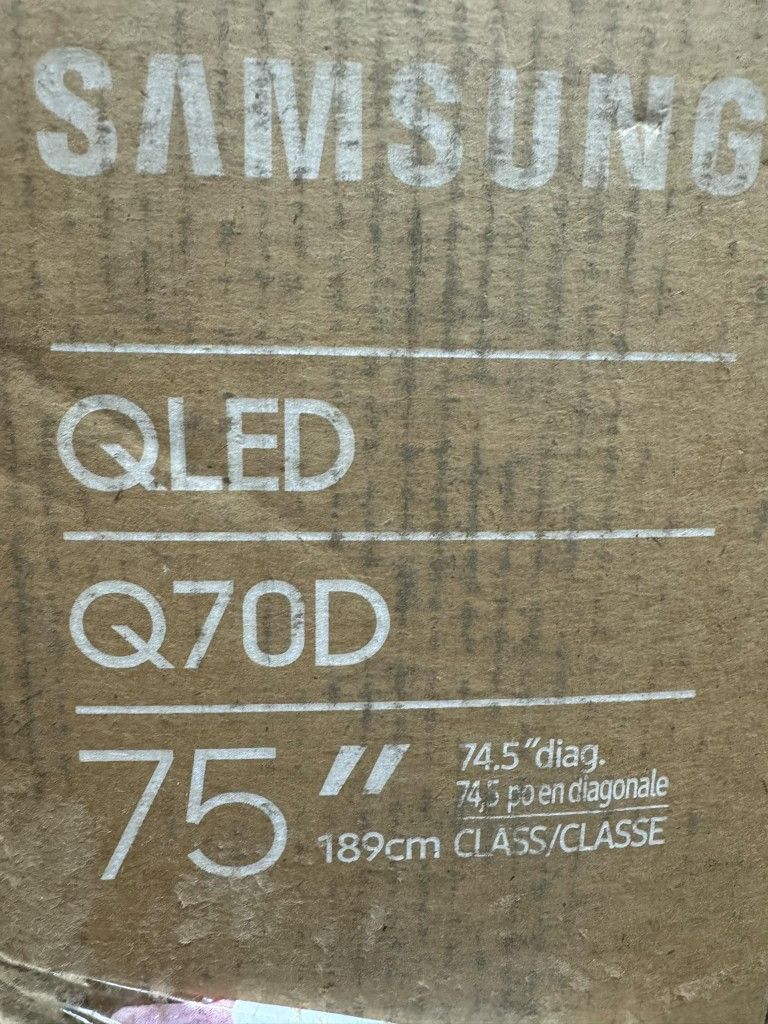 SAMSUNG
QLED
Q70D
75" 74.5"diag.
74,5 po en diagonale
189cm CLASS/CLASSE